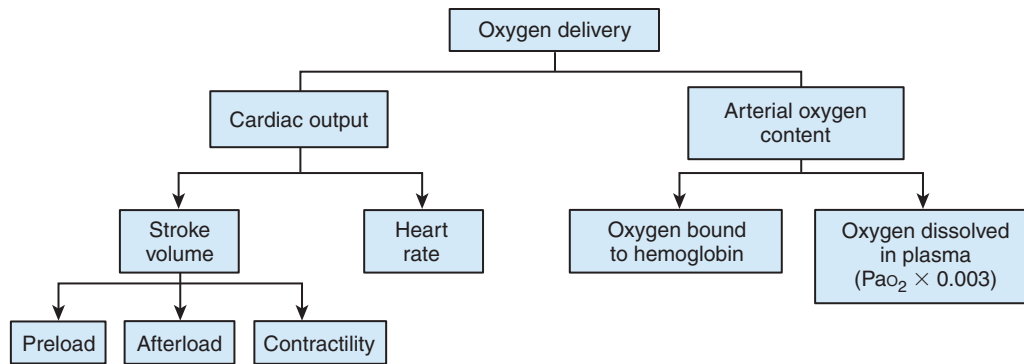 Oxygen delivery
Cardiac output
Arterial oxygen
content
Stroke
volume
Heart
rate
Oxygen bound
to hemoglobin
Oxygen dissolved
in plasma
(PaO₂ × 0.003)
Preload
Afterload
Contractility